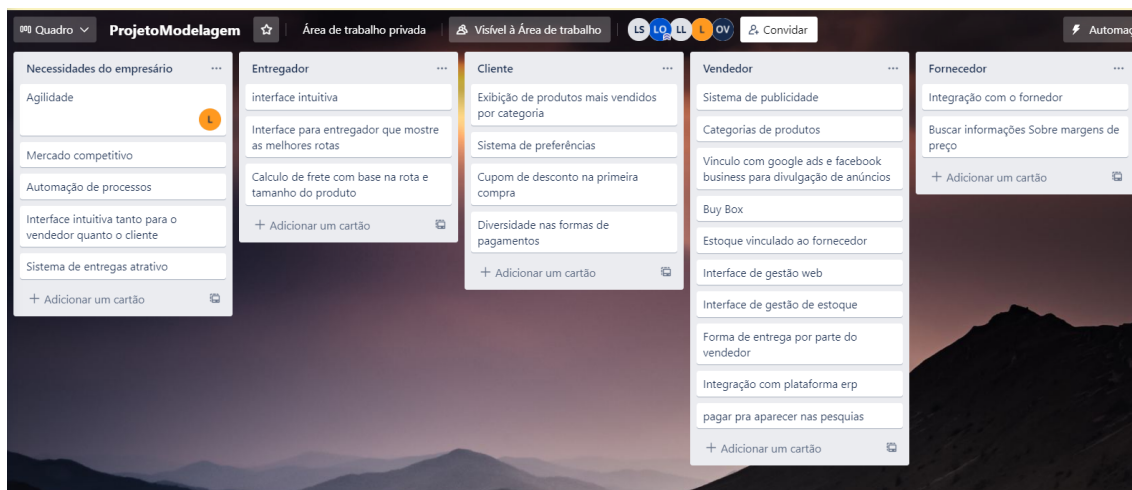 Quadro
ProjetoModelagem
Área de trabalho privada
Visível à Área de trabalho
LS
LO
LL
L
OV
Convidar
Automaç
Necessidades do empresário
Agilidade
L
Mercado competitivo
Automação de processos
Interface intuitiva tanto para o
vendedor quanto o cliente
Sistema de entregas atrativo
+ Adicionar um cartão
Entregador
interface intuitiva
Interface para entregador que mostre
as melhores rotas
Calculo de frete com base na rota e
tamanho do produto
+ Adicionar um cartão
Cliente
Exibição de produtos mais vendidos
por categoria
Sistema de preferências
Cupom de desconto na primeira
compra
Diversidade nas formas de
pagamentos
+ Adicionar um cartão
Vendedor
Sistema de publicidade
Categorias de produtos
Vinculo com google ads e facebook
business para divulgação de anúncios
Buy Box
Estoque vinculado ao fornecedor
Interface de gestão web
Interface de gestão de estoque
Forma de entrega por parte do
vendedor
Integração com plataforma erp
pagar pra aparecer nas pesquias
+ Adicionar um cartão
Fornecedor
Integração com o fornedor
Buscar informações Sobre margens de
preço
+ Adicionar um cartão